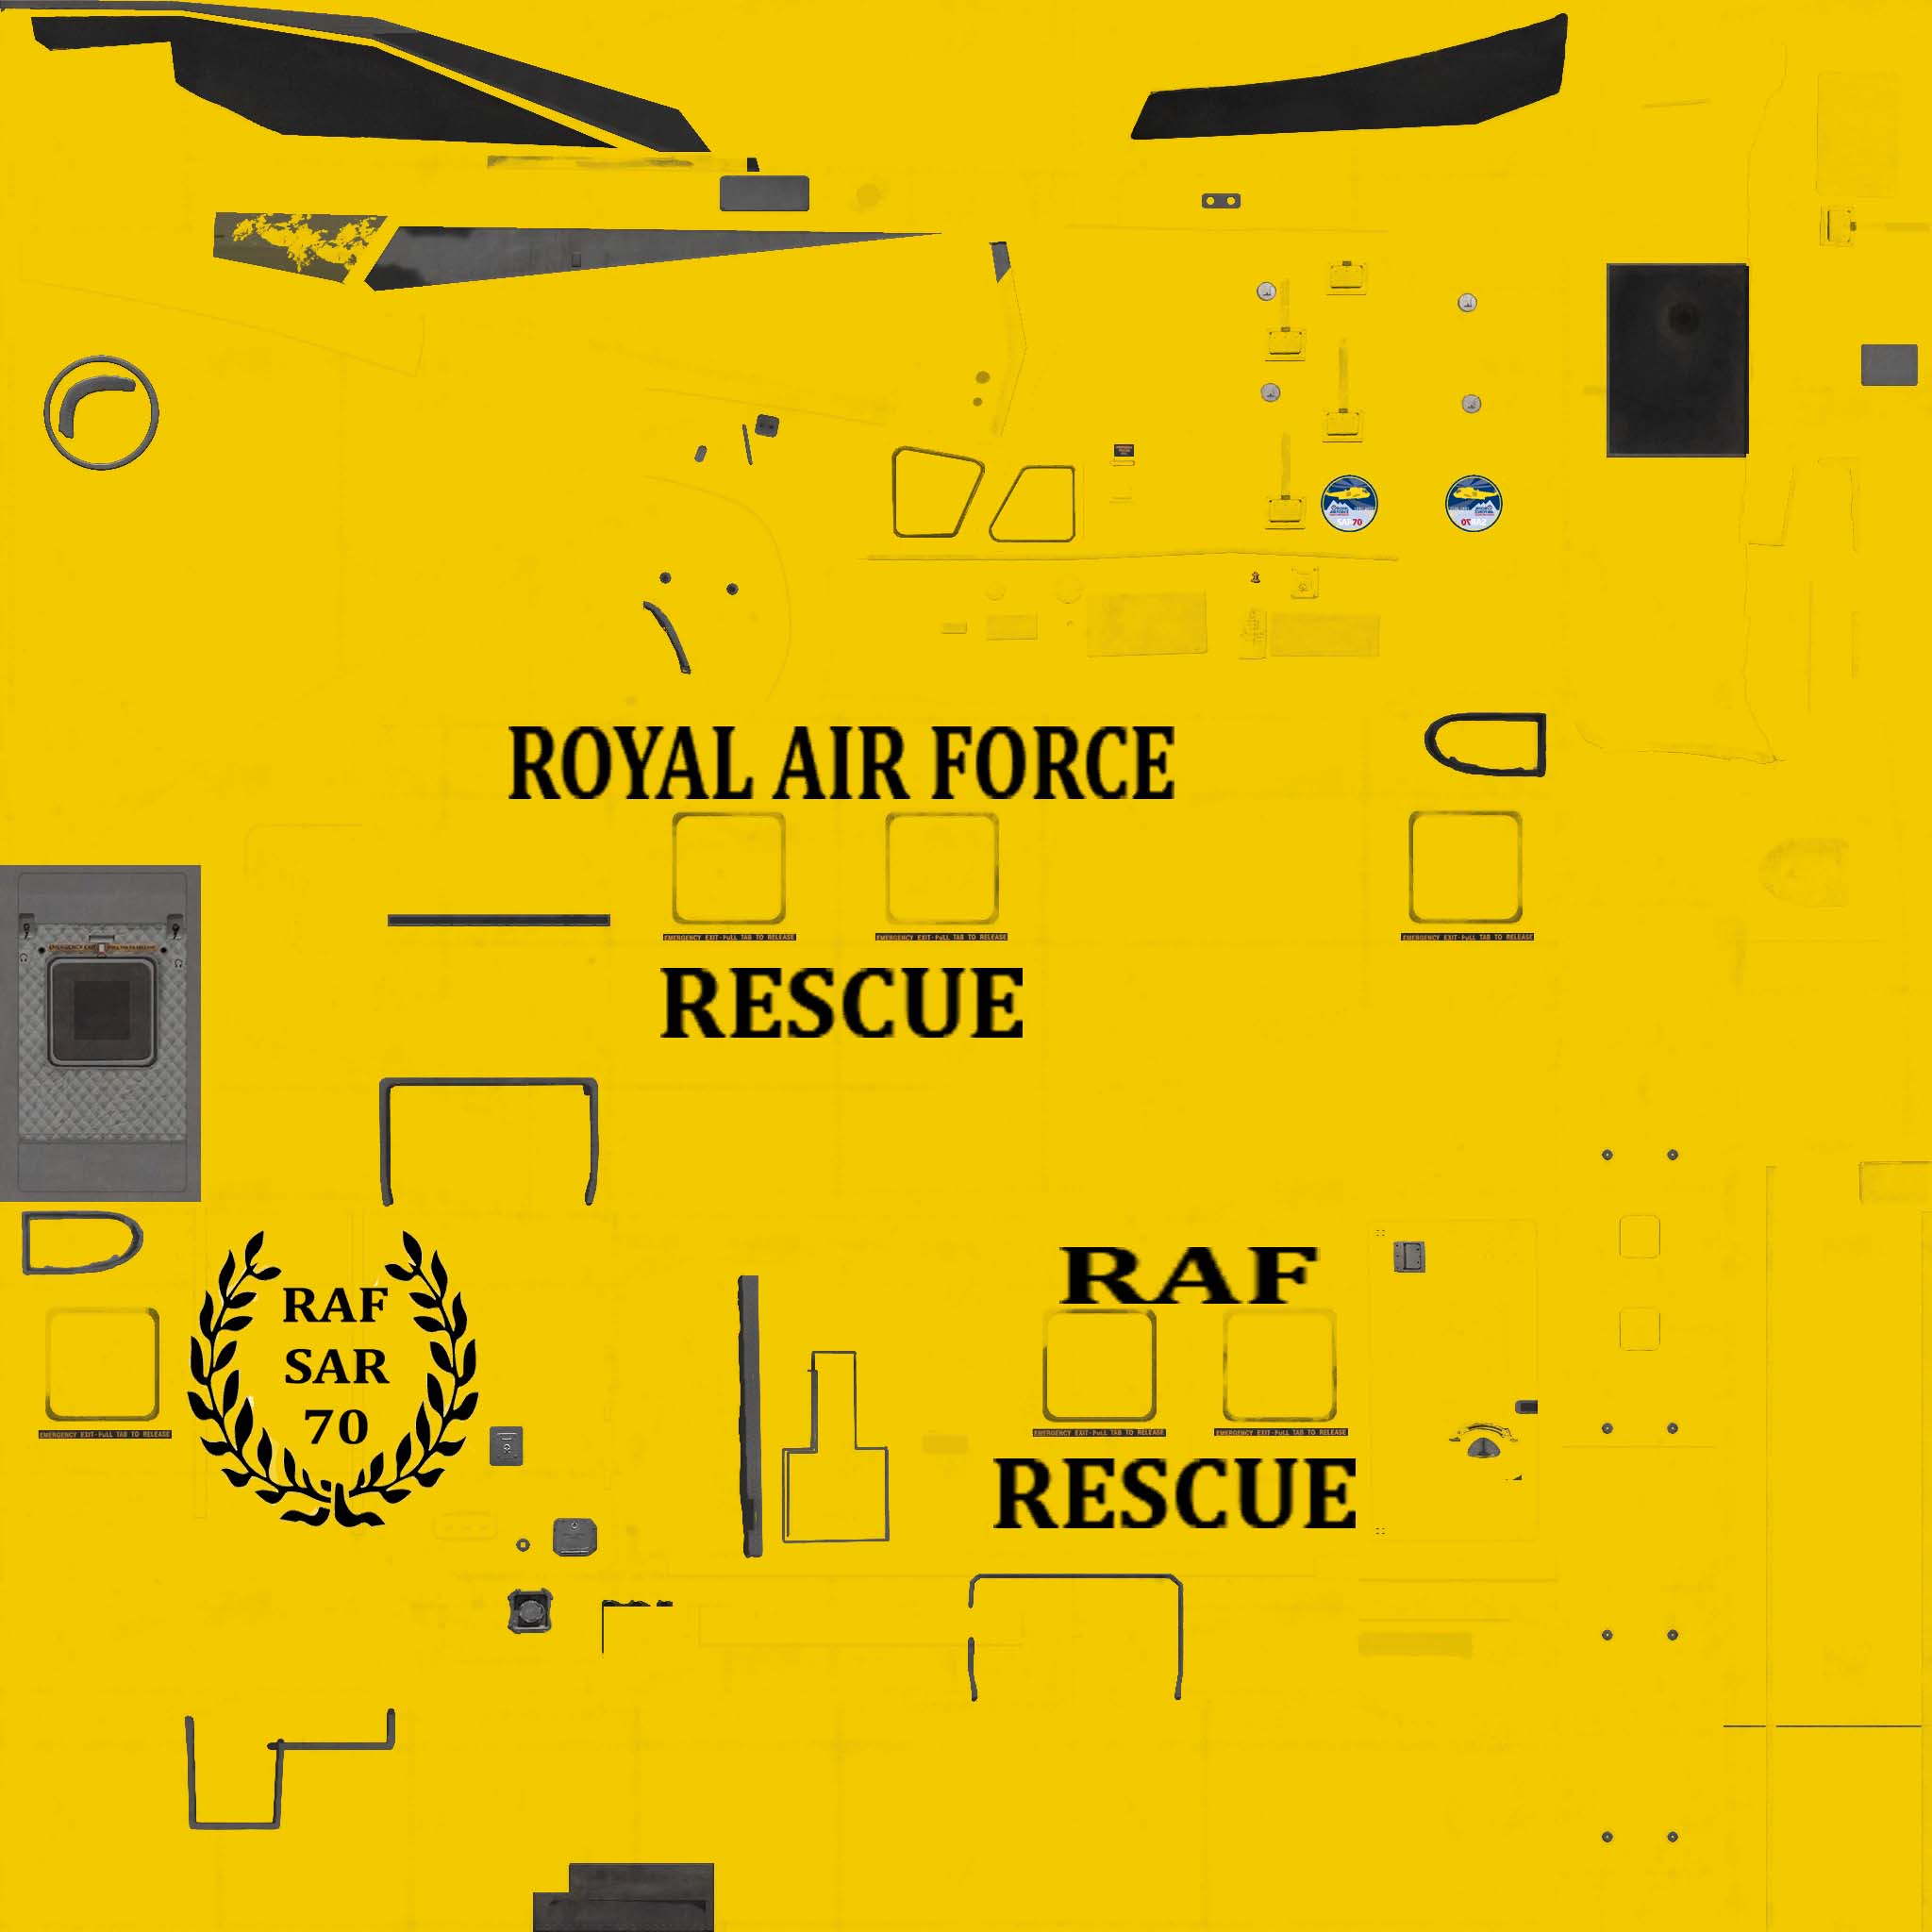 SAR70
ROYAL AIR FORCE
EMERGENCY EXIT-PULL TAB TO RELEASE
EMERGENCY EXIT-PULL TAB TO RELEASE
EMERGENCY EXIT-PULL TAB TO RELEASE
RESCUE
RAF
SAR
70
EMERGENCY EXIT-PULL TAB TO RELEASE
RAF
EMERGENCY EXIT-PULL TAB TO RELEASE
EMERGENCY EXIT-PULL TAB TO RELEASE
RESCUE